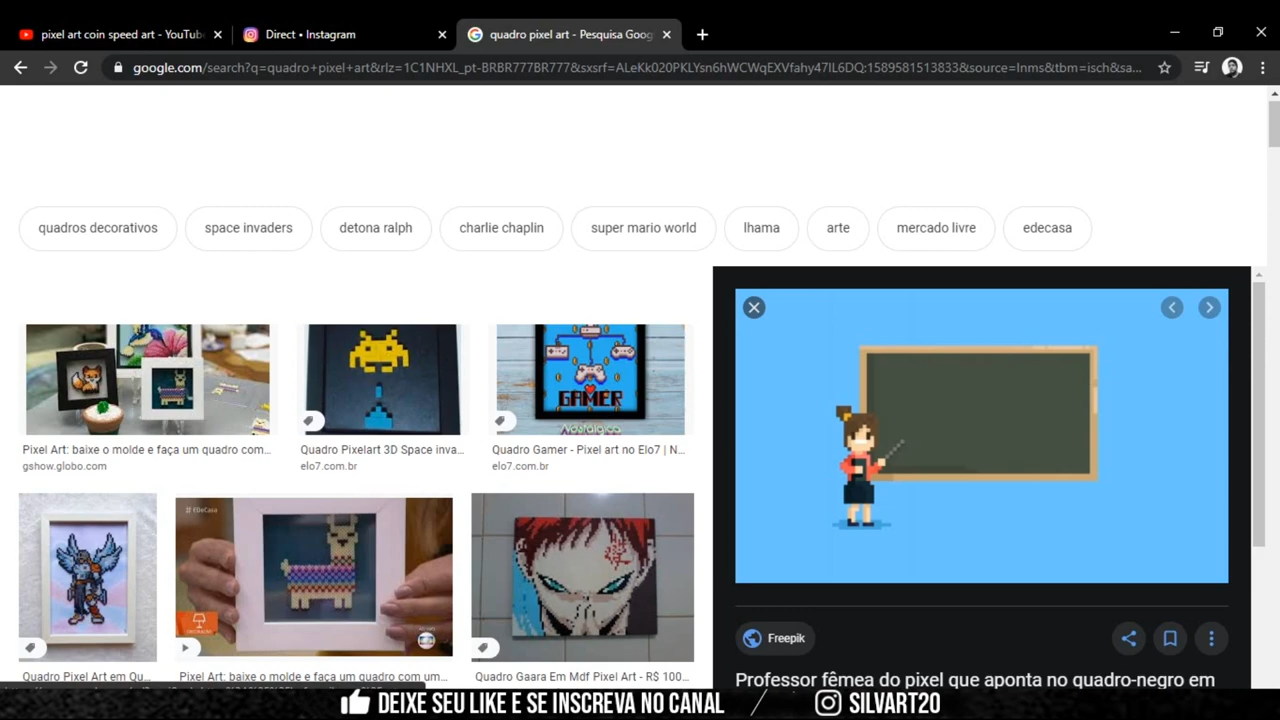 pixel art coin speed art - YouTube
Direct • Instagram
quadro pixel art - Pesquisa Goog
google.com/search?q=quadro+pixel+art&rlz=1C1NHXL_pt-BRBR777BR777&sxsrf=ALeKk020PKLYsn6hWCWqEXVfahy47IL6DQ:1589581513833&source=lnms&tbm=isch&sa...
quadros decorativos
space invaders
detona ralph
charlie chaplin
super mario world
lhama
arte
mercado livre
edecasa
GAMER
Nostálgico
Pixel Art: baixe o molde e faça um quadro com...
gshow.globo.com
Quadro Pixelart 3D Space inva...
elo7.com.br
Quadro Gamer - Pixel art no Elo7 | N...
elo7.com.br
Quadro Pixel Art em Qu...
Pixel Art: baixe o molde e faça um quadro com um...
Quadro Gaara Em Mdf Pixel Art - R$ 100...
Freepik
Professor fêmea do pixel que aponta no quadro-negro em
DEIXE SEU LIKE E SE INSCREVA NO CANAL
SILVART20